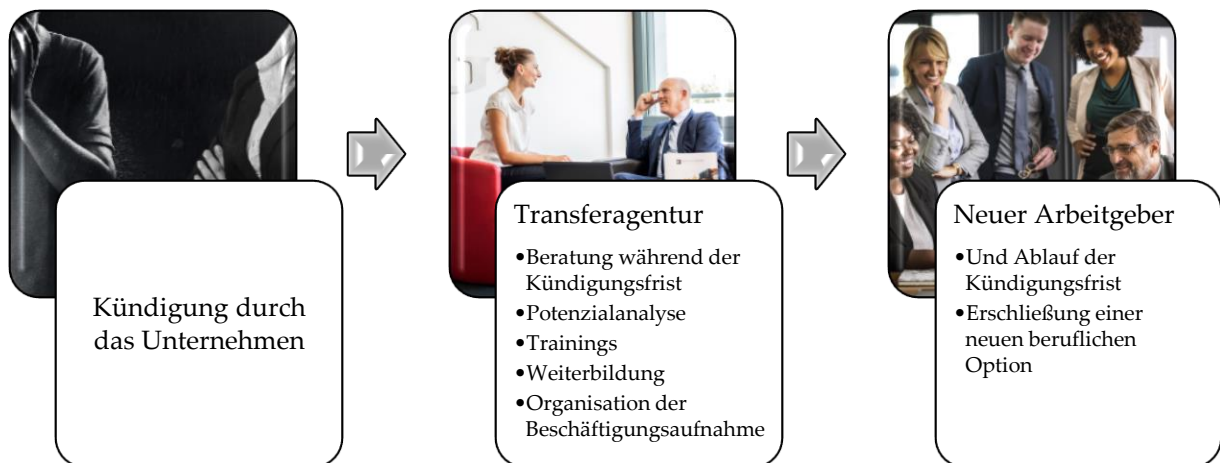 Kündigung durch
das Unternehmen
Transferagentur
•Beratung während der
Kündigungsfrist
•Potenzialanalyse
•Trainings
•Weiterbildung
•Organisation der
Beschäftigungsaufnahme
Neuer Arbeitgeber
•Und Ablauf der
Kündigungsfrist
•Erschließung einer
neuen beruflichen
Option